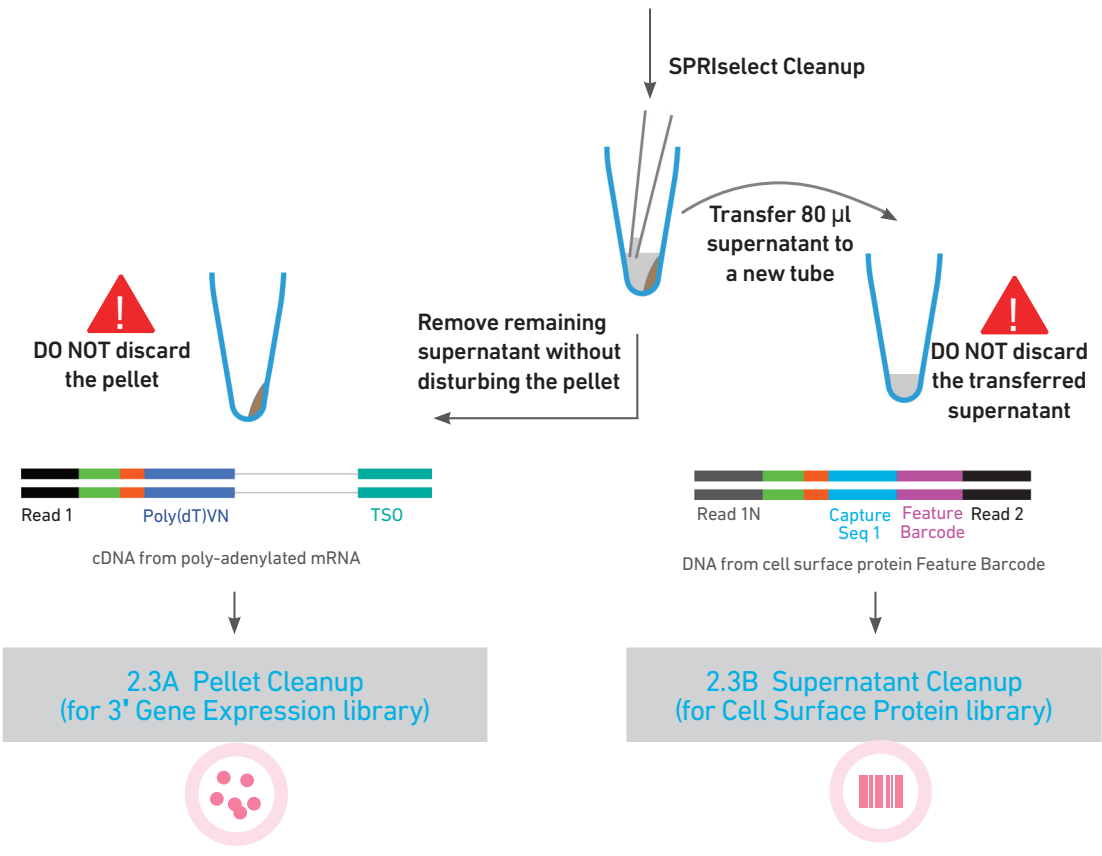 SPRIselect Cleanup
Transfer 80 µl
supernatant to
a new tube
!
DO NOT discard
the pellet
Remove remaining
supernatant without
disturbing the pellet
!
DO NOT discard
the transferred
supernatant
Read 1
Poly(dT)VN
TSO
cDNA from poly-adenylated mRNA
Read 1N
Capture
Seq 1
Feature
Barcode
Read 2
DNA from cell surface protein Feature Barcode
2.3A Pellet Cleanup
(for 3' Gene Expression library)
2.3B Supernatant Cleanup
(for Cell Surface Protein library)